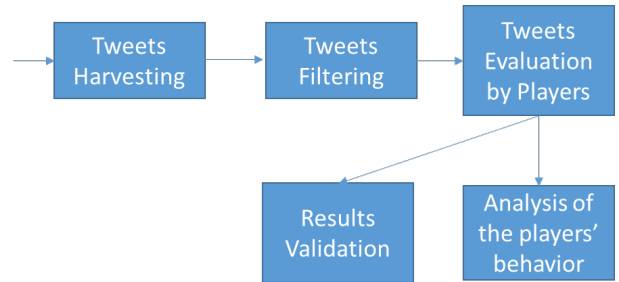 Tweets
Harvesting
Tweets
Filtering
Tweets
Evaluation
by Players
Results
Validation
Analysis of
the players’
behavior